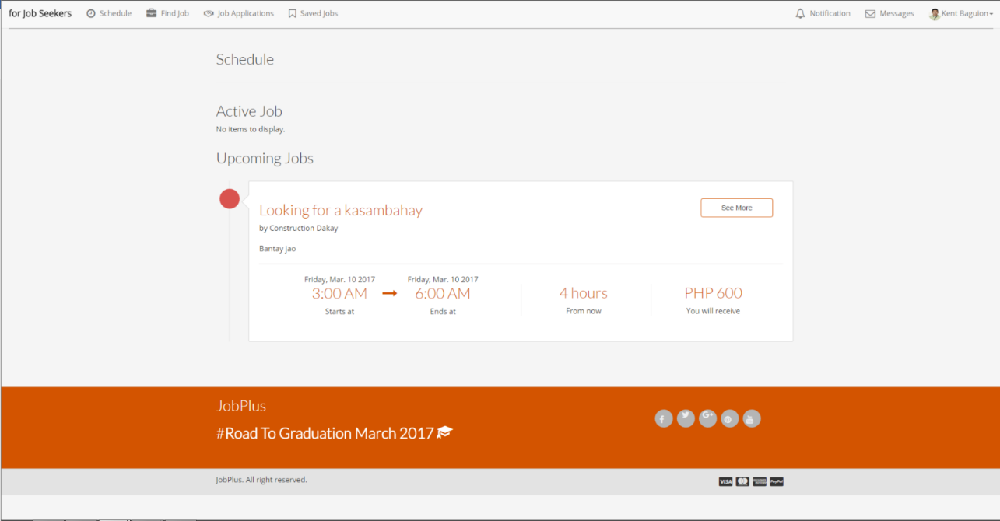 for Job Seekers Schedule Find Job Job Applications Saved Jobs Notification Messages Kent Baguion
Schedule
Active Job
No items to display.
Upcoming Jobs
Looking for a kasambahay
See More
by Construction Dakay
Bantay jao
Friday, Mar. 10 2017 Friday, Mar. 10 2017
3:00 AM 6:00 AM 4 hours PHP 600
Starts at Ends at From now You will receive
JobPlus
#Road To Graduation March 2017
JobPlus. All right reserved.
VISA PayPal